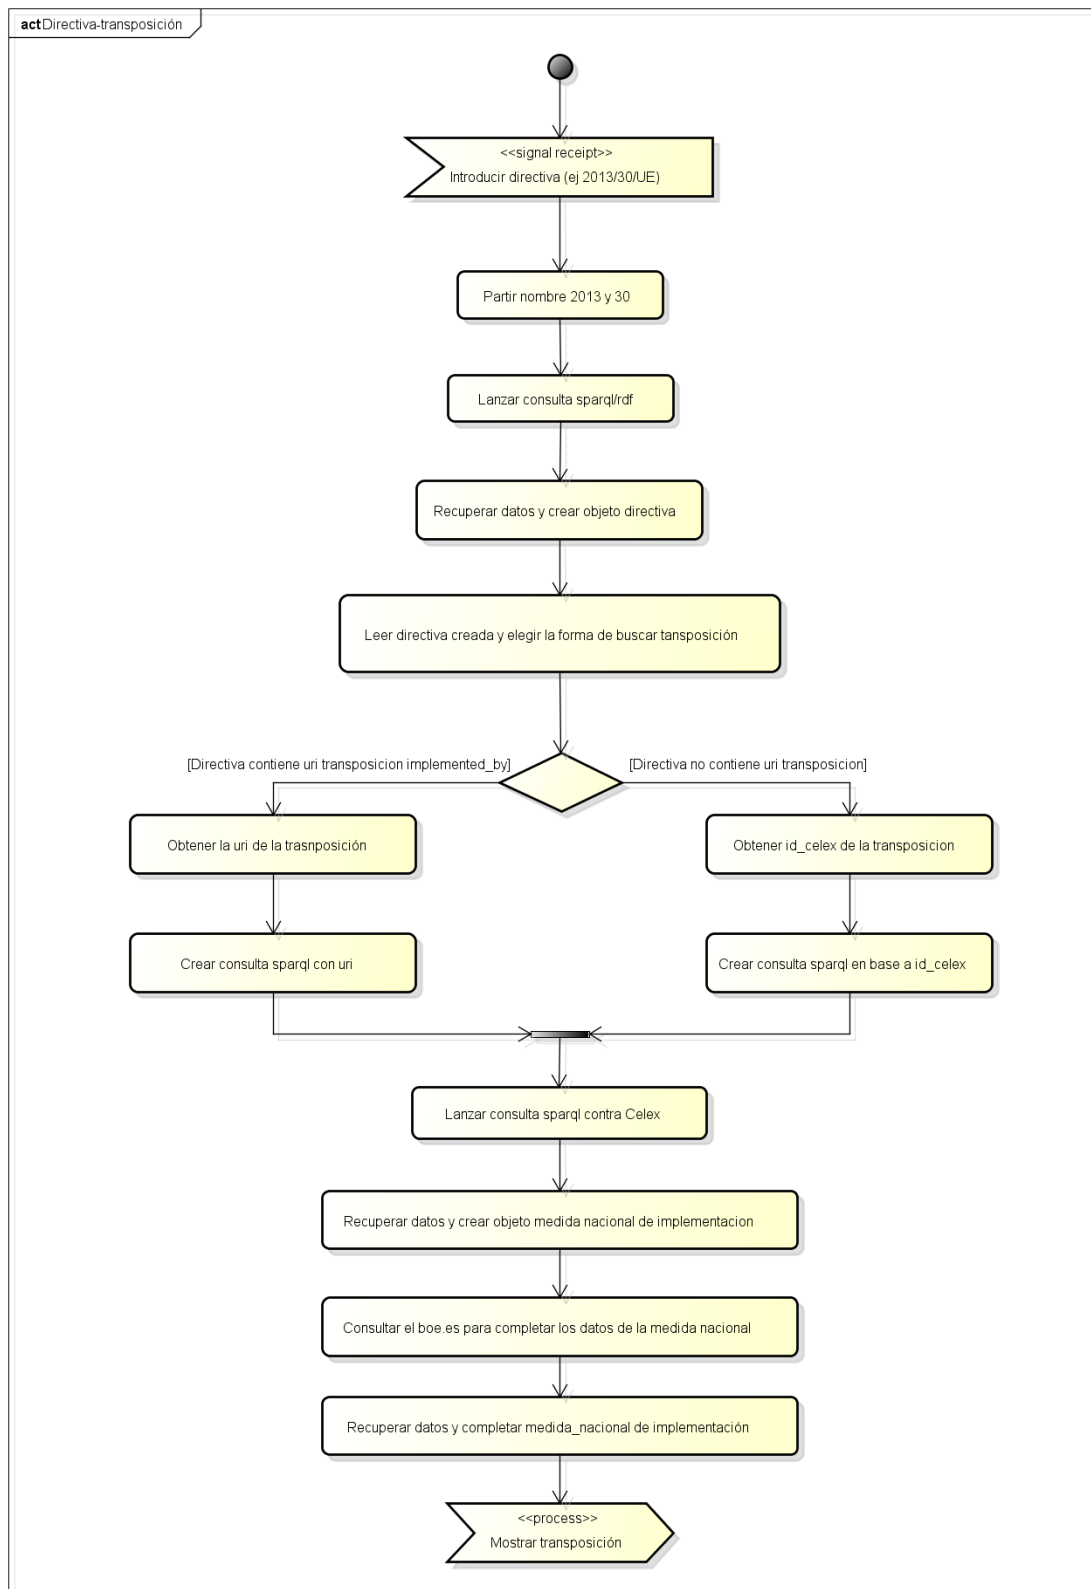 act Directiva-transposición
<<signal receipt>>
Introducir directiva (ej 2013/30/UE)
Partir nombre 2013 y 30
Lanzar consulta sparql/rdf
Recuperar datos y crear objeto directiva
Leer directiva creada y elegir la forma de buscar tansposición
[Directiva contiene uri transposicion implemented_by]
[Directiva no contiene uri transposicion]
Obtener la uri de la trasnposición
Obtener id_celex de la transposicion
Crear consulta sparql con uri
Crear consulta sparql en base a id_celex
Lanzar consulta sparql contra Celex
Recuperar datos y crear objeto medida nacional de implementacion
Consultar el boe.es para completar los datos de la medida nacional
Recuperar datos y completar medida_nacional de implementación
<<process>>
Mostrar transposición